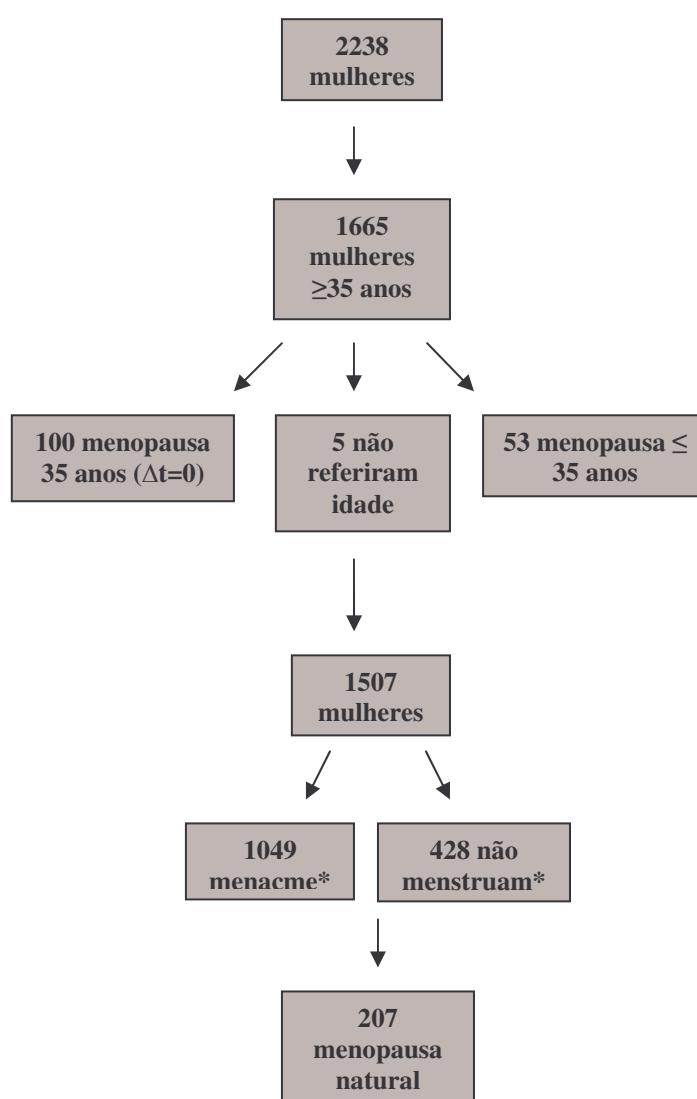 2238
mulheres
1665
mulheres
≥35 anos
100 menopausa
35 anos (Δt=0)
5 não
referiram
idade
53 menopausa ≤
35 anos
1507
mulheres
1049
menacme*
428 não
menstruam*
207
menopausa
natural